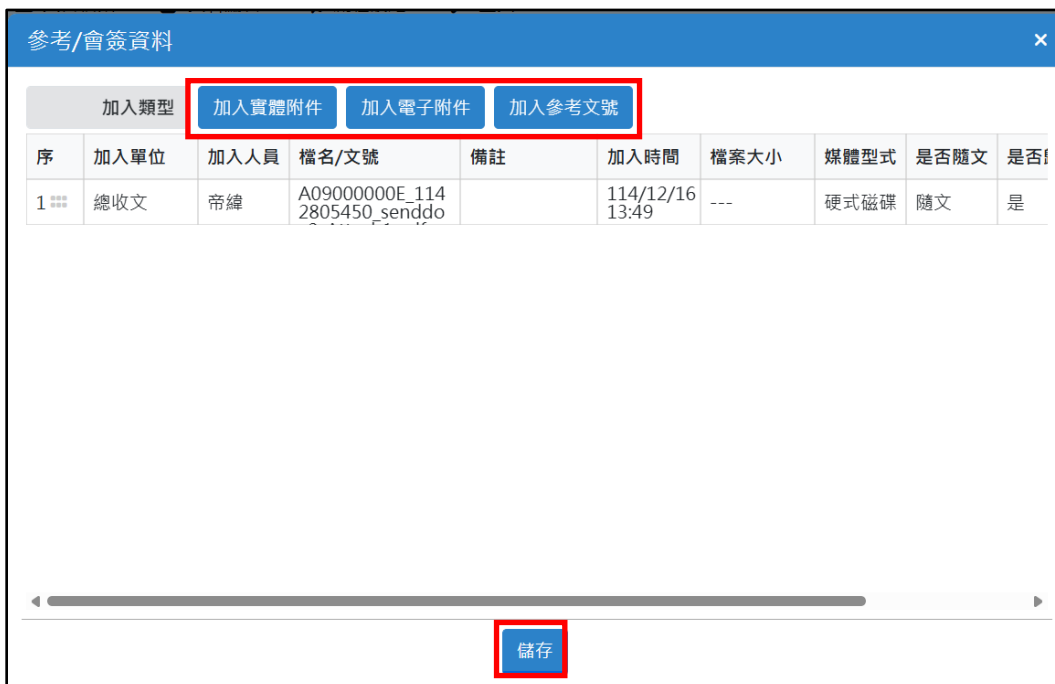 參考/會簽資料 ×
加入類型 加入實體附件 加入電子附件 加入參考文號
序 加入單位 加入人員 檔名/文號 備註 加入時間 檔案大小 媒體型式 是否隨文 是否
1 總收文 帝緯 A09000000E_114 114/12/16 --- 硬式磁碟 隨文 是
2805450_senddo 13:49
儲存